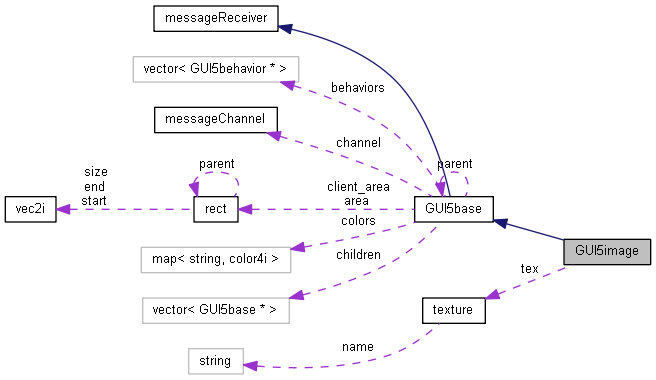 messageReceiver
vector< GUI5behavior * >
behaviors
messageChannel
channel
parent
parent
size
end
start
client_area
area
vec2i
rect
GUI5base
colors
GUI5image
map< string, color4i >
children
tex
vector< GUI5base * >
texture
name
string